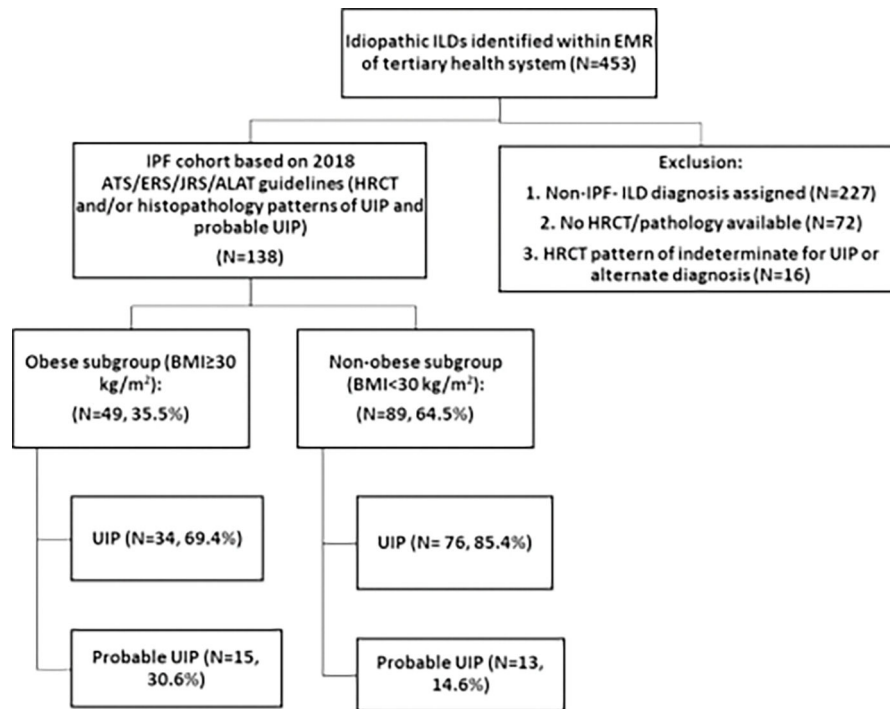 Idiopathic ILDs identified within EMR
of tertiary health system (N=453)
IPF cohort based on 2018
ATS/ERS/JRS/ALAT guidelines (HRCT
and/or histopathology patterns of UIP and
probable UIP)
(N=138)
Exclusion:
1. Non-IPF- ILD diagnosis assigned (N=227)
2. No HRCT/pathology available (N=72)
3. HRCT pattern of indeterminate for UIP or
alternate diagnosis (N=16)
Obese subgroup (BMI≥30
kg/m²):
(N=49, 35.5%)
Non-obese subgroup
(BMI<30 kg/m²):
(N=89, 64.5%)
UIP (N=34, 69.4%)
UIP (N= 76, 85.4%)
Probable UIP (N=15,
30.6%)
Probable UIP (N=13,
14.6%)